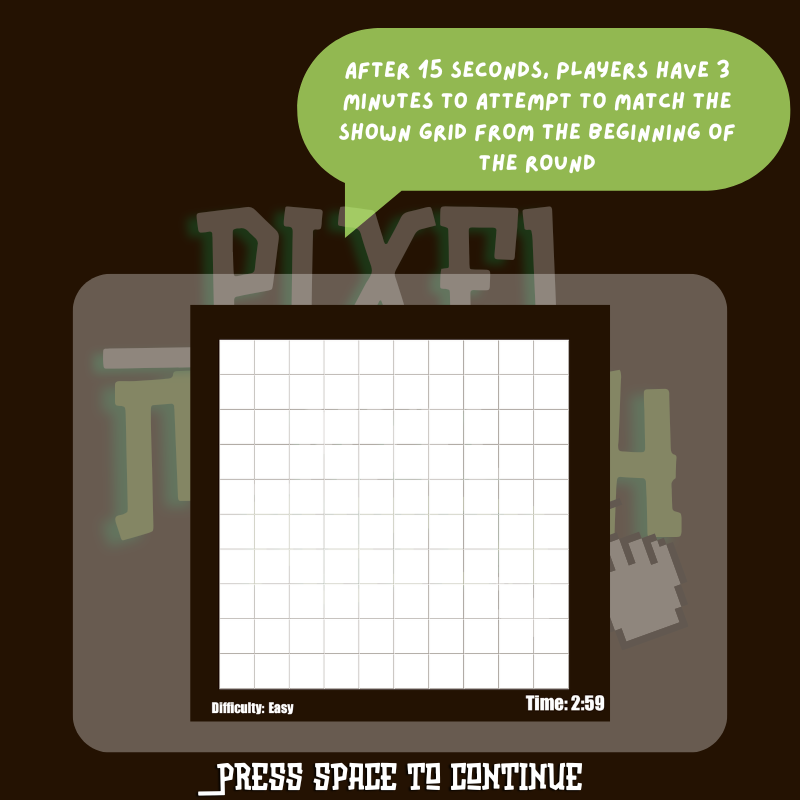 AFTER 15 SECONDS, PLAYERS HAVE 3
MINUTES TO ATTEMPT TO MATCH THE
SHOWN GRID FROM THE BEGINNING OF
THE ROUND
PIXEL
Difficulty: Easy
Time: 2:59
_PRESS SPACE TO CONTINUE